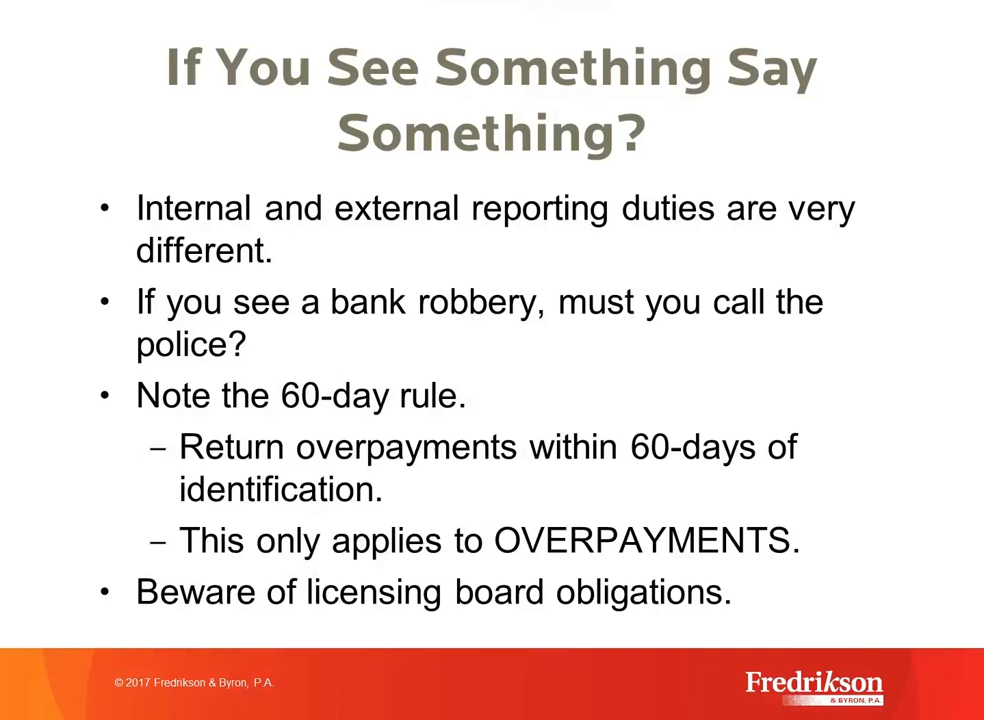 If You See Something Say
Something?
• Internal and external reporting duties are very
different.
• If you see a bank robbery, must you call the
police?
• Note the 60-day rule.
– Return overpayments within 60-days of
identification.
– This only applies to OVERPAYMENTS.
• Beware of licensing board obligations.
© 2017 Fredrikson & Byron, P.A.
Fredrikson
& BYRON, P.A.